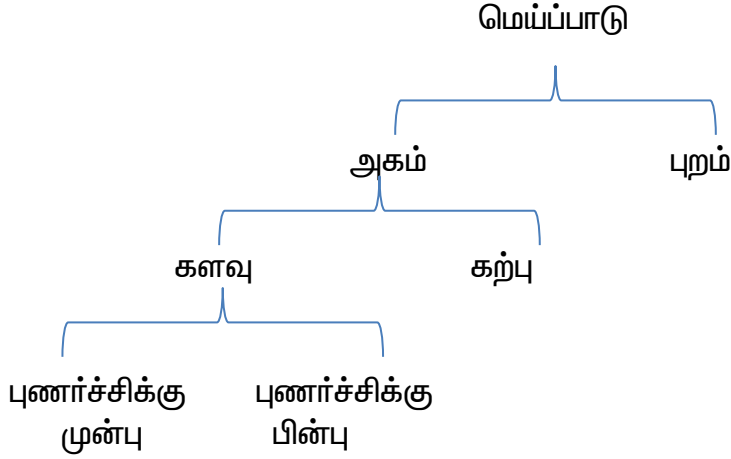 மெய்ப்பாடு
அகம் புறம்
களவு கற்பு
புணர்ச்சிக்கு புணர்ச்சிக்கு
முன்பு பின்பு